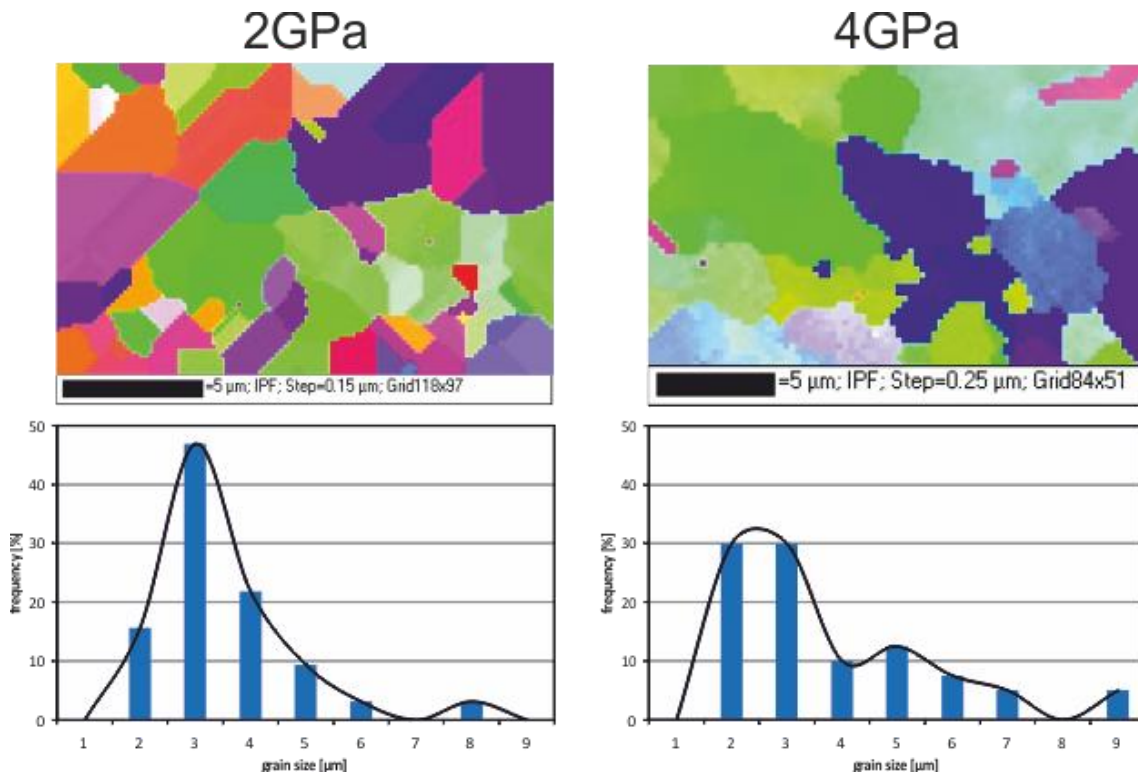 2GPa
4GPa
=5 µm; IPF; Step=0.15 µm; Grid118x97
=5 µm; IPF; Step=0.25 µm; Grid84x51
50
40
30
20
10
0
frequency [%]
1 2 3 4 5 6 7 8 9
grain size [µm]
50
40
30
20
10
0
frequency [%]
1 2 3 4 5 6 7 8 9
grain size [µm]